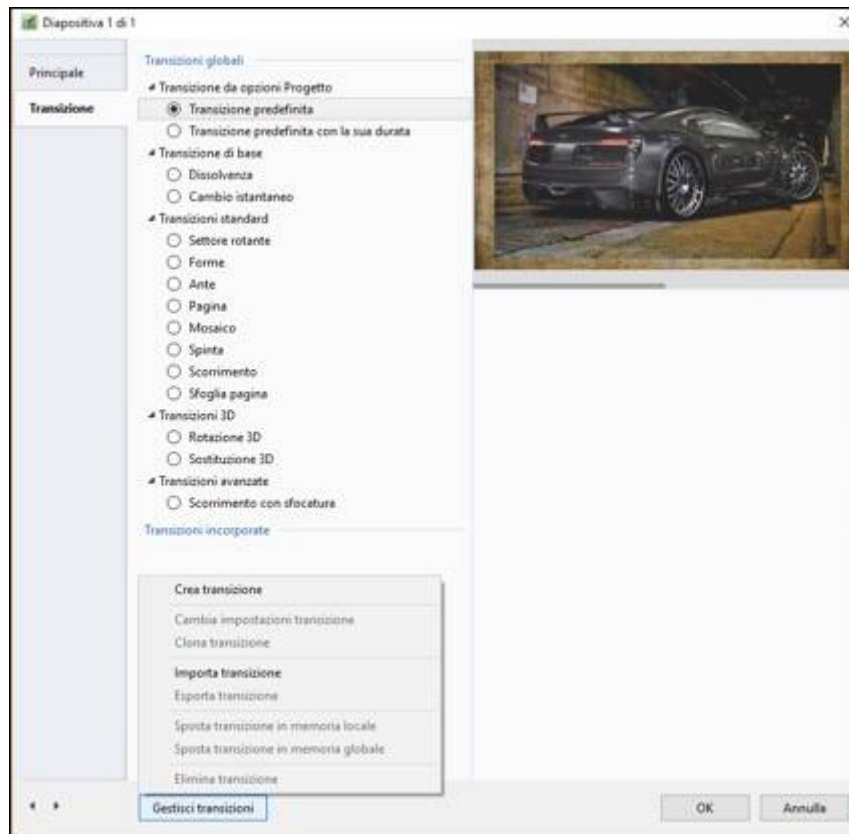 Diapositiva 1 di 1
Principale
Transizione
Transizioni globali
Transizione da opzioni Progetto
Transizione predefinita
Transizione predefinita con la sua durata
Transizione di base
Dissolvenza
Cambio istantaneo
Transizioni standard
Settore rotante
Forme
Ante
Pagina
Mosaico
Spinta
Scorrimento
Sfoglia pagina
Transizioni 3D
Rotazione 3D
Sostituzione 3D
Transizioni avanzate
Scorrimento con sfocatura
Transizioni incorporate
Crea transizione
Cambia impostazioni transizione
Clona transizione
Importa transizione
Esporta transizione
Sposta transizione in memoria locale
Sposta transizione in memoria globale
Elimina transizione
Gestisci transizioni
OK
Annulla